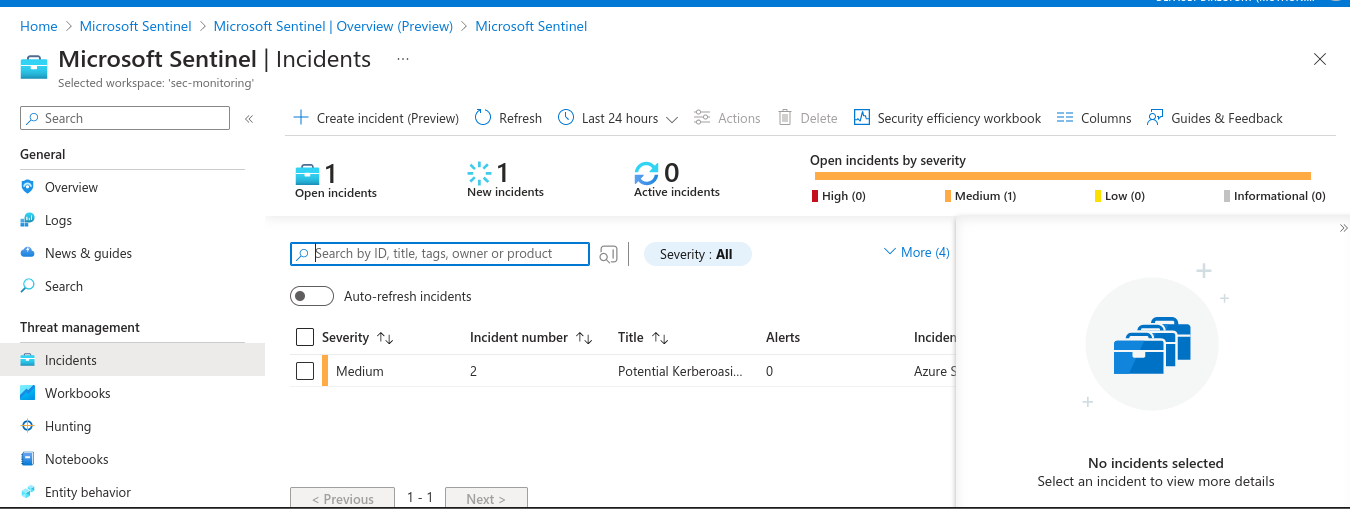 Home > Microsoft Sentinel > Microsoft Sentinel | Overview (Preview) > Microsoft Sentinel
Microsoft Sentinel | Incidents ...
Selected workspace: 'sec-monitoring'
Search «
+ Create incident (Preview) Refresh Last 24 hours Actions Delete Security efficiency workbook Columns Guides & Feedback
General
Overview
Logs
News & guides
Search
Threat management
Incidents
Workbooks
Hunting
Notebooks
Entity behavior
1
Open incidents
1
New incidents
0
Active incidents
Open incidents by severity
High (0) Medium (1) Low (0) Informational (0)
Search by ID, title, tags, owner or product
Severity : All
More (4)
Auto-refresh incidents
Severity ↑↓ Incident number ↑↓ Title ↑↓ Alerts Inciden
Medium 2 Potential Kerberoasi... 0 Azure S
< Previous 1 - 1 Next >
»
No incidents selected
Select an incident to view more details